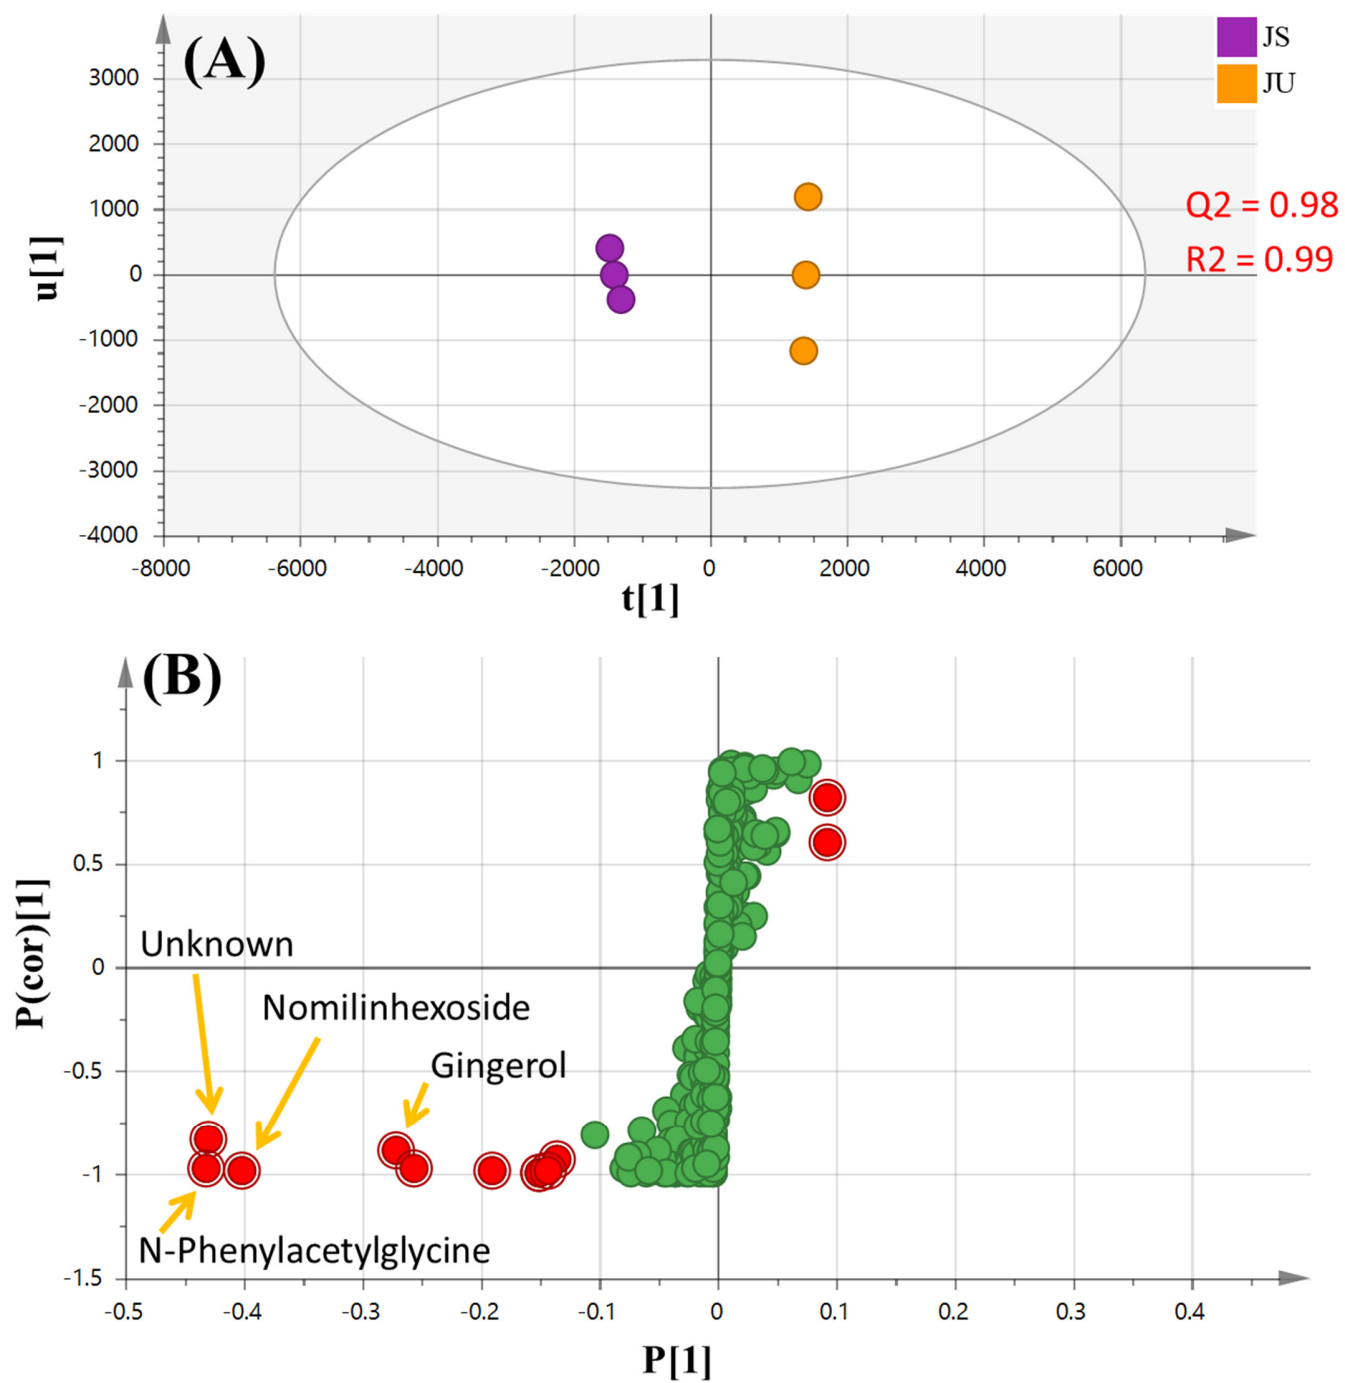 (A)
JS
JU
3000
2000
1000
0
-1000
-2000
-3000
-4000
u[1]
Q2 = 0.98
R2 = 0.99
-8000 -6000 -4000 -2000 0 2000 4000 6000
t[1]
(B)
1
0.5
0
-0.5
-1
-1.5
P(cor)[1]
Unknown
Nomilinhexoside
Gingerol
N-Phenylacetylglycine
-0.5 -0.4 -0.3 -0.2 -0.1 0 0.1 0.2 0.3 0.4
P[1]